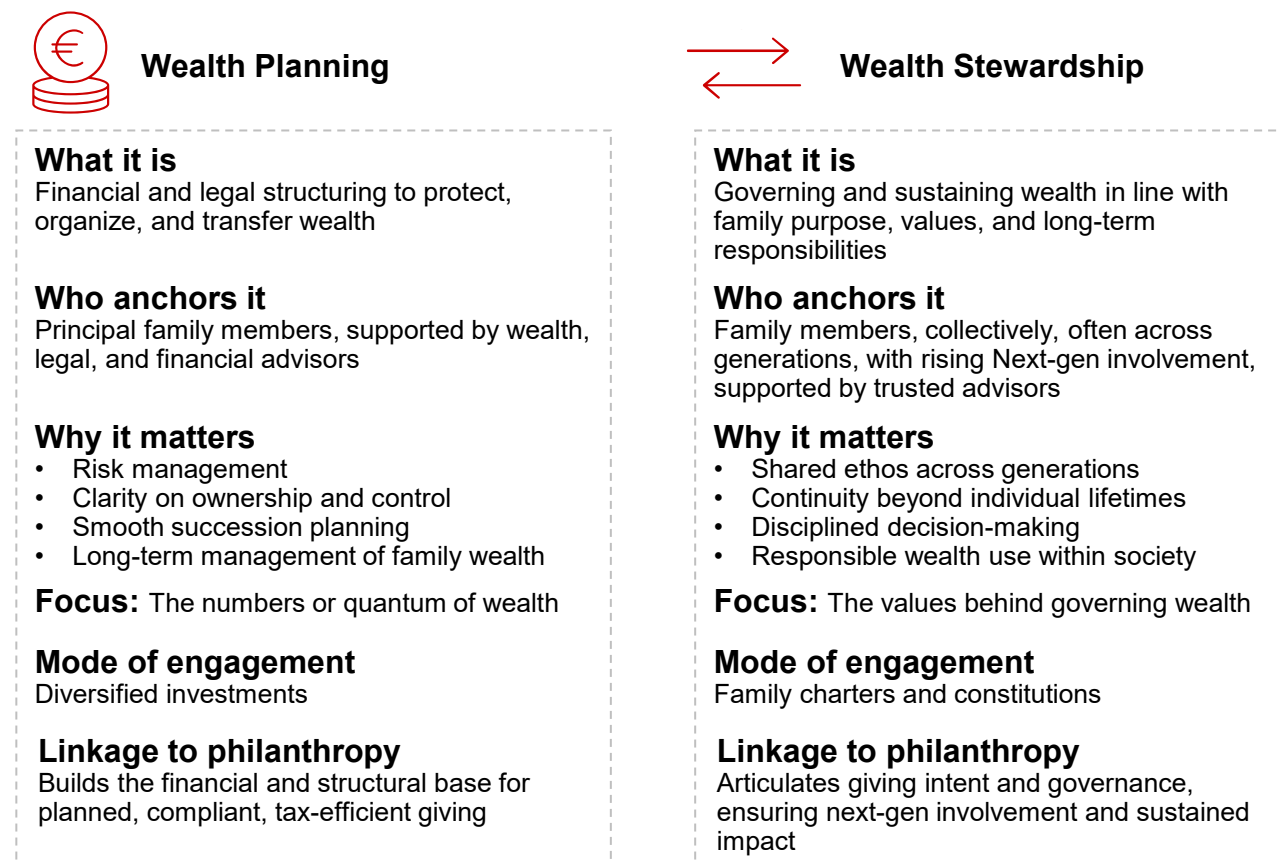 Wealth Planning
What it is
Financial and legal structuring to protect,
organize, and transfer wealth
Who anchors it
Principal family members, supported by wealth,
legal, and financial advisors
Why it matters
• Risk management
• Clarity on ownership and control
• Smooth succession planning
• Long-term management of family wealth
Focus: The numbers or quantum of wealth
Mode of engagement
Diversified investments
Linkage to philanthropy
Builds the financial and structural base for
planned, compliant, tax-efficient giving
Wealth Stewardship
What it is
Governing and sustaining wealth in line with
family purpose, values, and long-term
responsibilities
Who anchors it
Family members, collectively, often across
generations, with rising Next-gen involvement,
supported by trusted advisors
Why it matters
• Shared ethos across generations
• Continuity beyond individual lifetimes
• Disciplined decision-making
• Responsible wealth use within society
Focus: The values behind governing wealth
Mode of engagement
Family charters and constitutions
Linkage to philanthropy
Articulates giving intent and governance,
ensuring next-gen involvement and sustained
impact